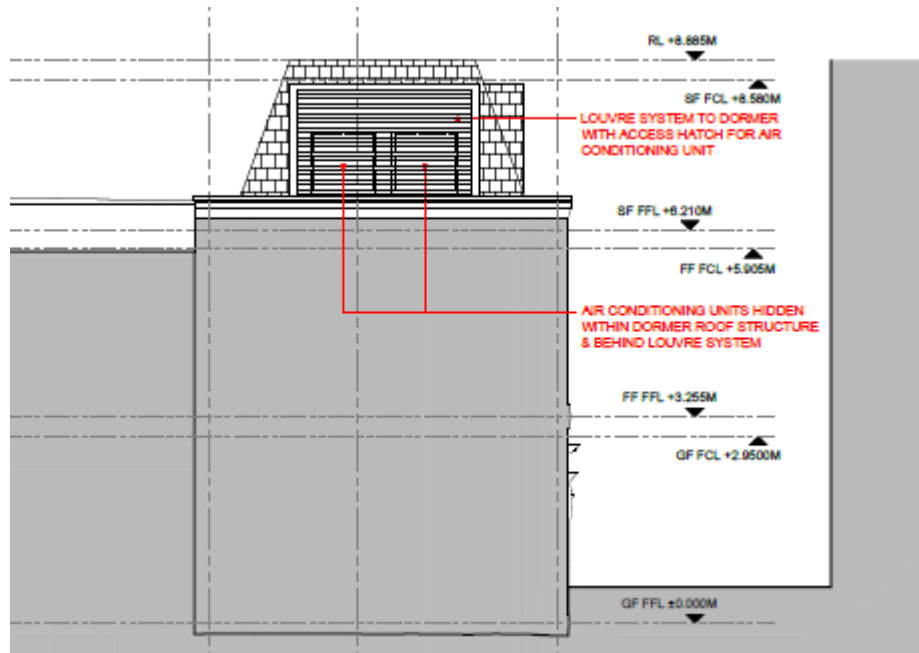 RL +8.885M
SF FCL +8.580M
LOUVRE SYSTEM TO DORMER
WITH ACCESS HATCH FOR AIR
CONDITIONING UNIT
SF FFL +6.210M
FF FCL +5.905M
AIR CONDITIONING UNITS HIDDEN
WITHIN DORMER ROOF STRUCTURE
& BEHIND LOUVRE SYSTEM
FF FFL +3.255M
GF FCL +2.9500M
GF FFL ±0.000M